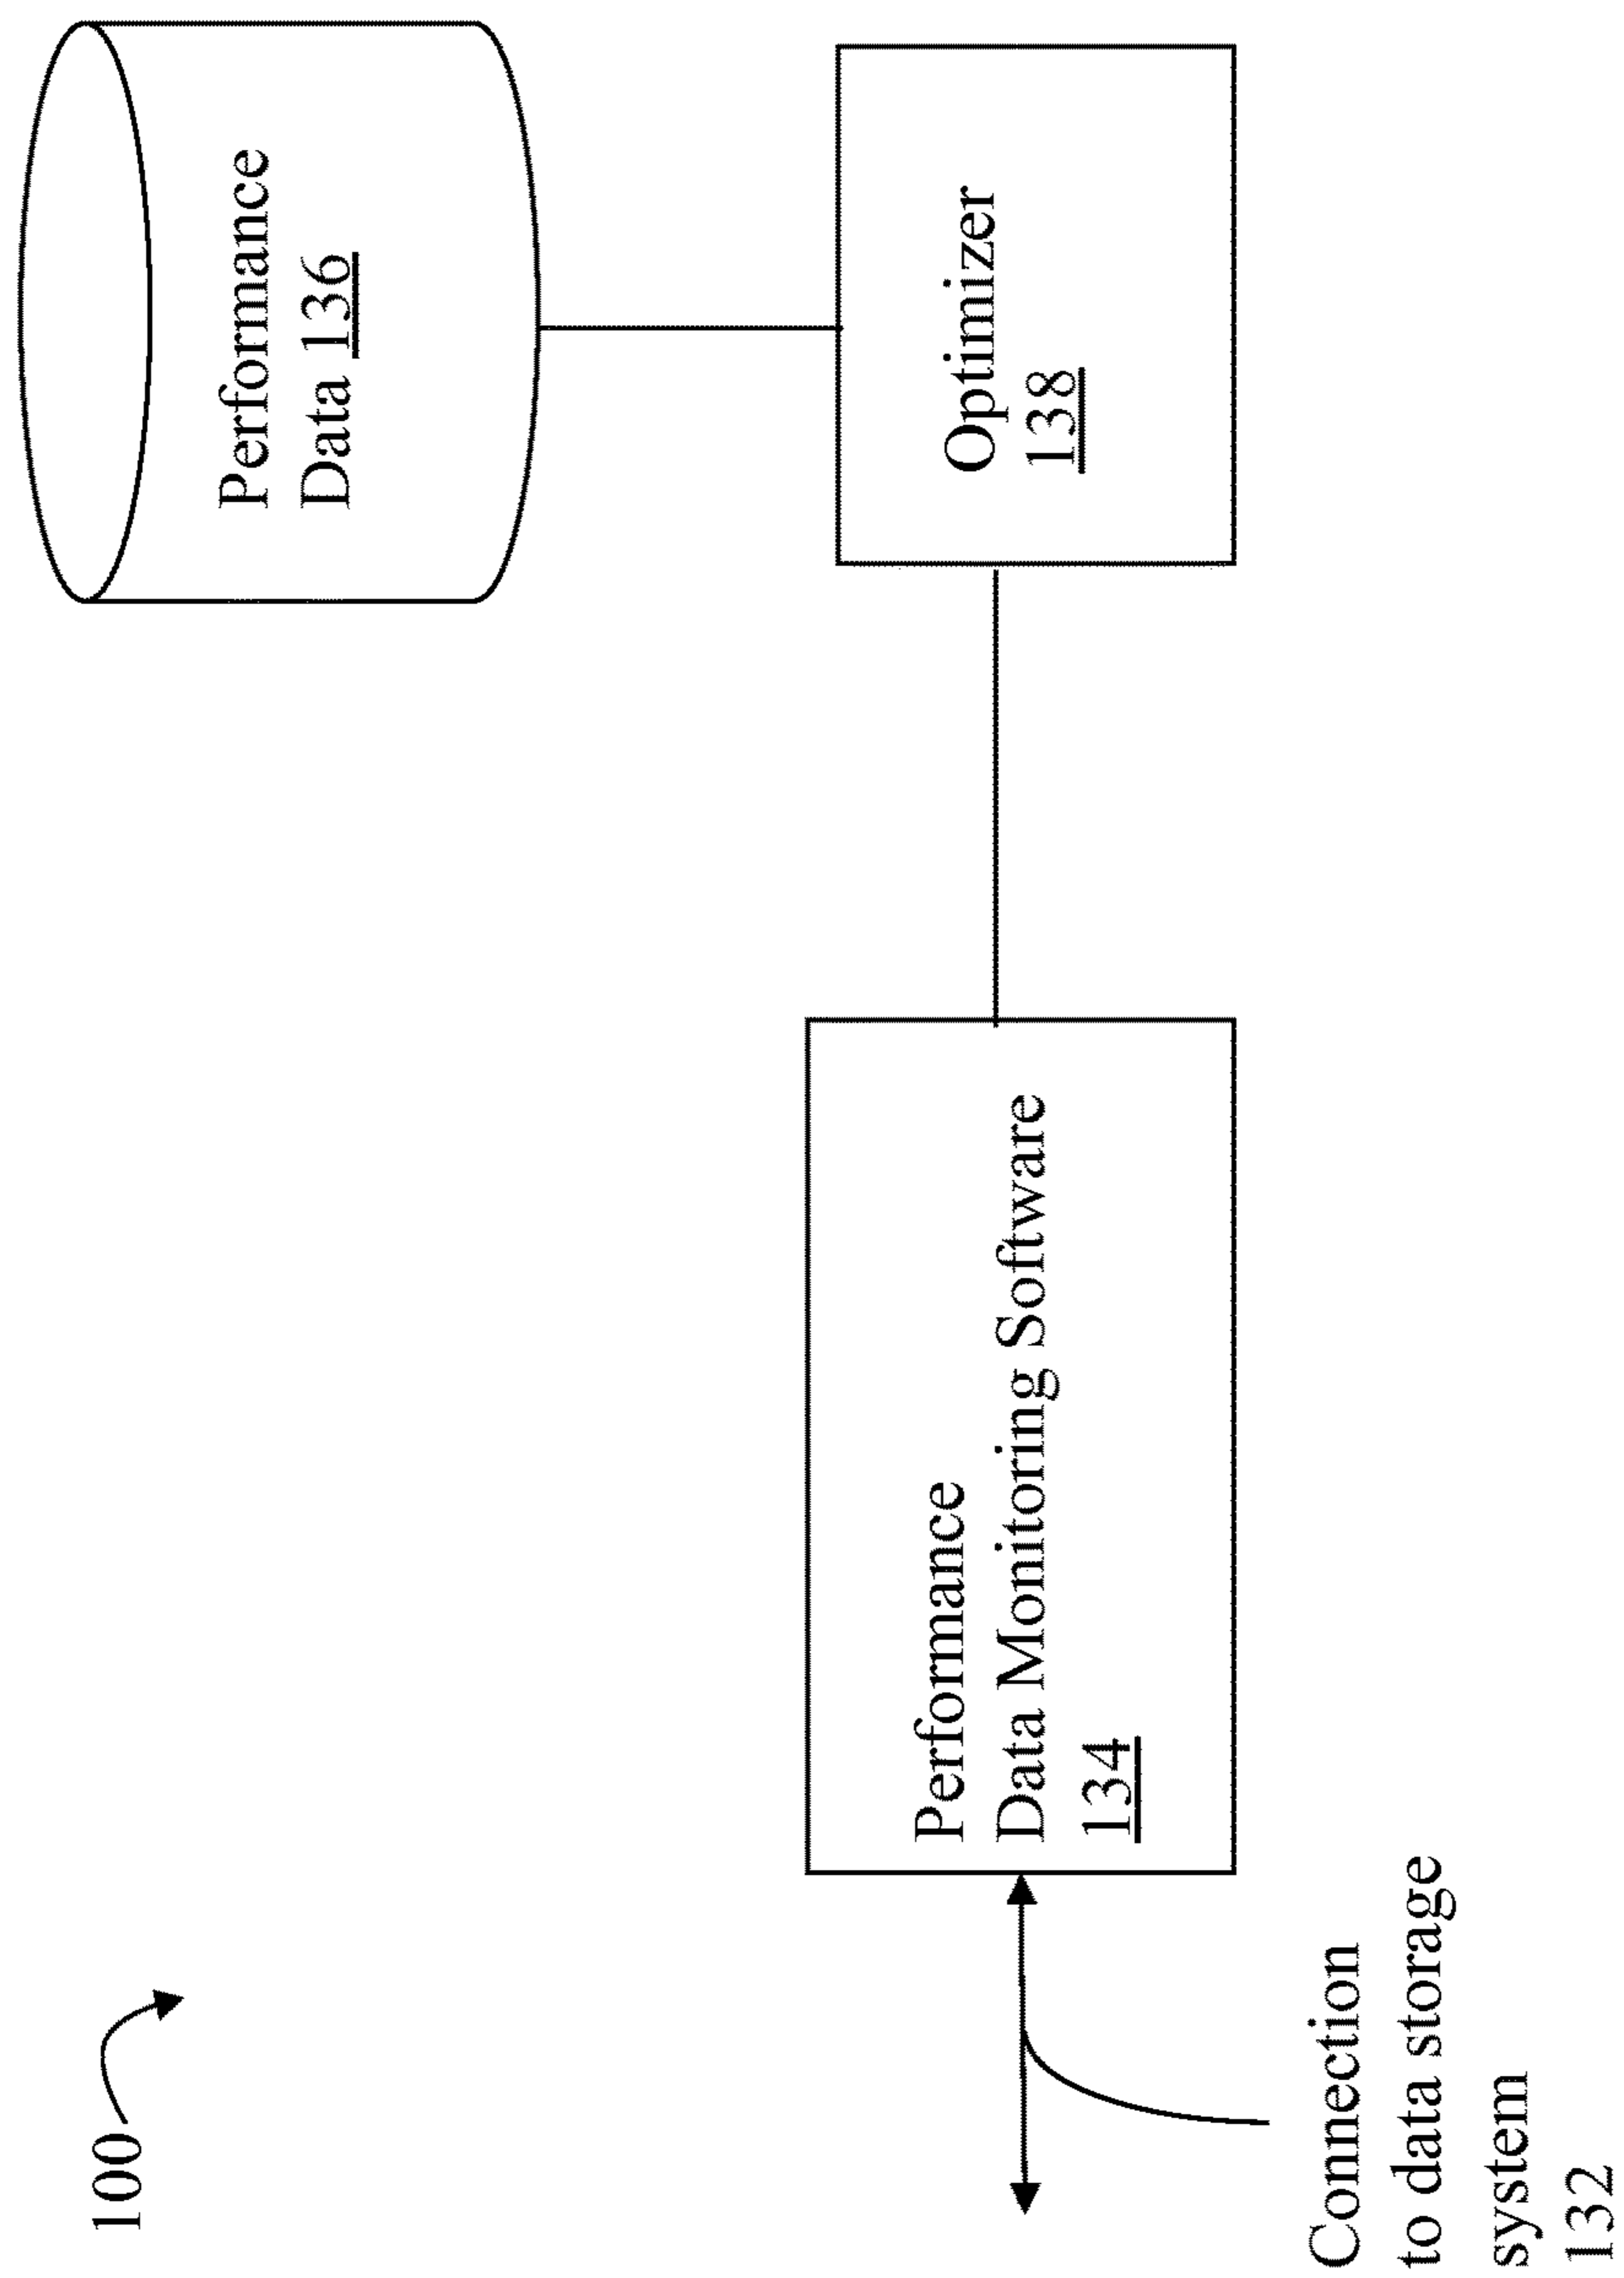 100
Performance
Data 136
Performance
Data Monitoring Software
134
Optimizer
138
Connection
to data storage
system
132